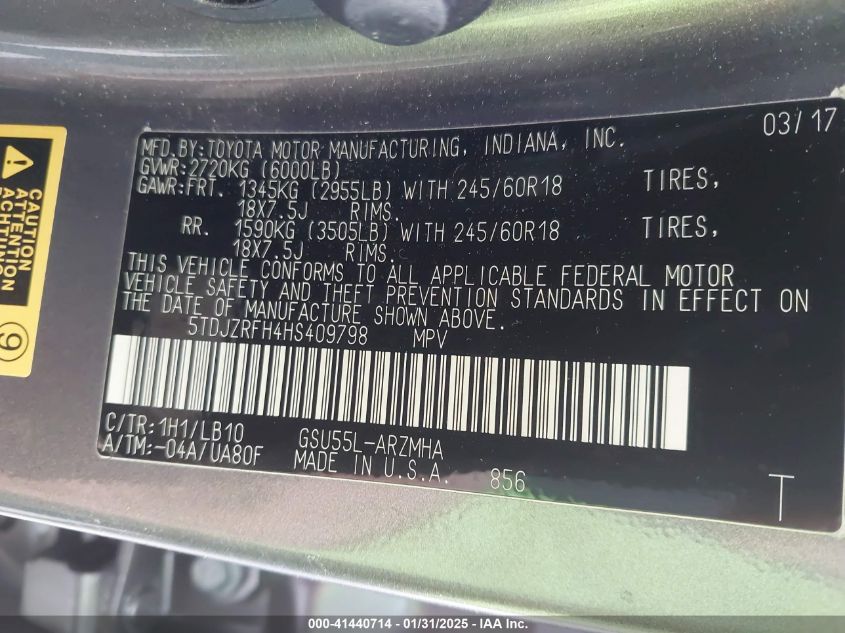 03/17
MFD.BY:TOYOTA MOTOR MANUFACTURING, INDIANA, INC.
GVWR:2720KG (6000LB)
GAWR:FRT. 1345KG (2955LB) WITH 245/60R18 TIRES,
18X7.5J RIMS.
RR. 1590KG (3505LB) WITH 245/60R18 TIRES,
18X7.5J RIMS.
THIS VEHICLE CONFORMS TO ALL APPLICABLE FEDERAL MOTOR
VEHICLE SAFETY AND THEFT PREVENTION STANDARDS IN EFFECT ON
THE DATE OF MANUFACTURE SHOWN ABOVE.
5TDJZRFH4HS409798 MPV
C/TR:1H1/LB10 GSU55L-ARZMHA
A/TM:-04A/UA80F MADE IN U.S.A. 856
T
CAUTION
ATTENTION
ACHTUNG
9
000-41440714 - 01/31/2025 - IAA Inc.